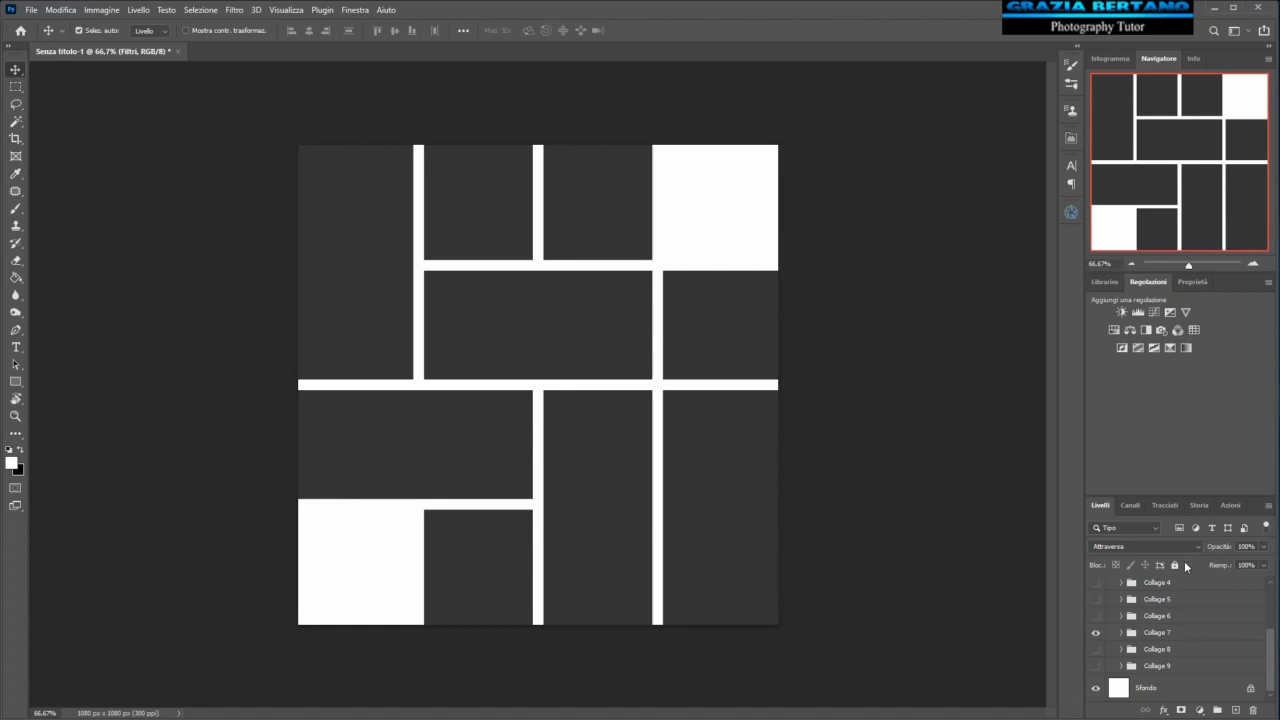 GRAZIA BERTANO
Photography Tutor
Ps File Modifica Immagine Livello Testo Selezione Filtro 3D Visualizza Plugin Finestra Aiuto
Selez. auto: Livello Mostra contr. trasformaz. Mod. 3D:
Senza titolo-1 @ 66,7% (Filtri, RGB/8) *
Istogramma Navigatore Info
66.67%
Libraries Regolazioni Proprietà
Aggiungi una regolazione
Livelli Canali Tracciati Storia Azioni
Tipo
Attraversa Opacità: 100%
Bloc.: Riemp.: 100%
Collage 4
Collage 5
Collage 6
Collage 7
Collage 8
Collage 9
Sfondo
66.67% 1080 px x 1080 px (300 ppi)